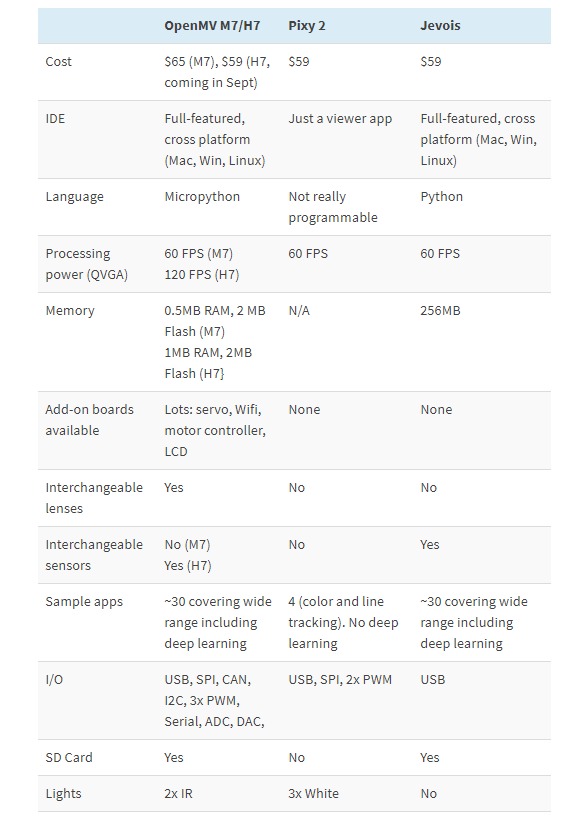 OpenMV M7/H7 Pixy 2 Jevois
Cost $65 (M7), $59 (H7, $59 $59
coming in Sept)
IDE Full-featured, Just a viewer app Full-featured, cross
cross platform platform (Mac, Win,
(Mac, Win, Linux) Linux)
Language Micropython Not really Python
programmable
Processing 60 FPS (M7) 60 FPS 60 FPS
power (QVGA) 120 FPS (H7)
Memory 0.5MB RAM, 2 MB N/A 256MB
Flash (M7)
1MB RAM, 2MB
Flash (H7}
Add-on boards Lots: servo, Wifi, None None
available motor controller,
LCD
Interchangeable Yes No No
lenses
Interchangeable No (M7) No Yes
sensors Yes (H7)
Sample apps ~30 covering wide 4 (color and line ~30 covering wide
range including tracking). No deep range including
deep learning learning deep learning
I/O USB, SPI, CAN, USB, SPI, 2x PWM USB
I2C, 3x PWM,
Serial, ADC, DAC,
SD Card Yes No Yes
Lights 2x IR 3x White No